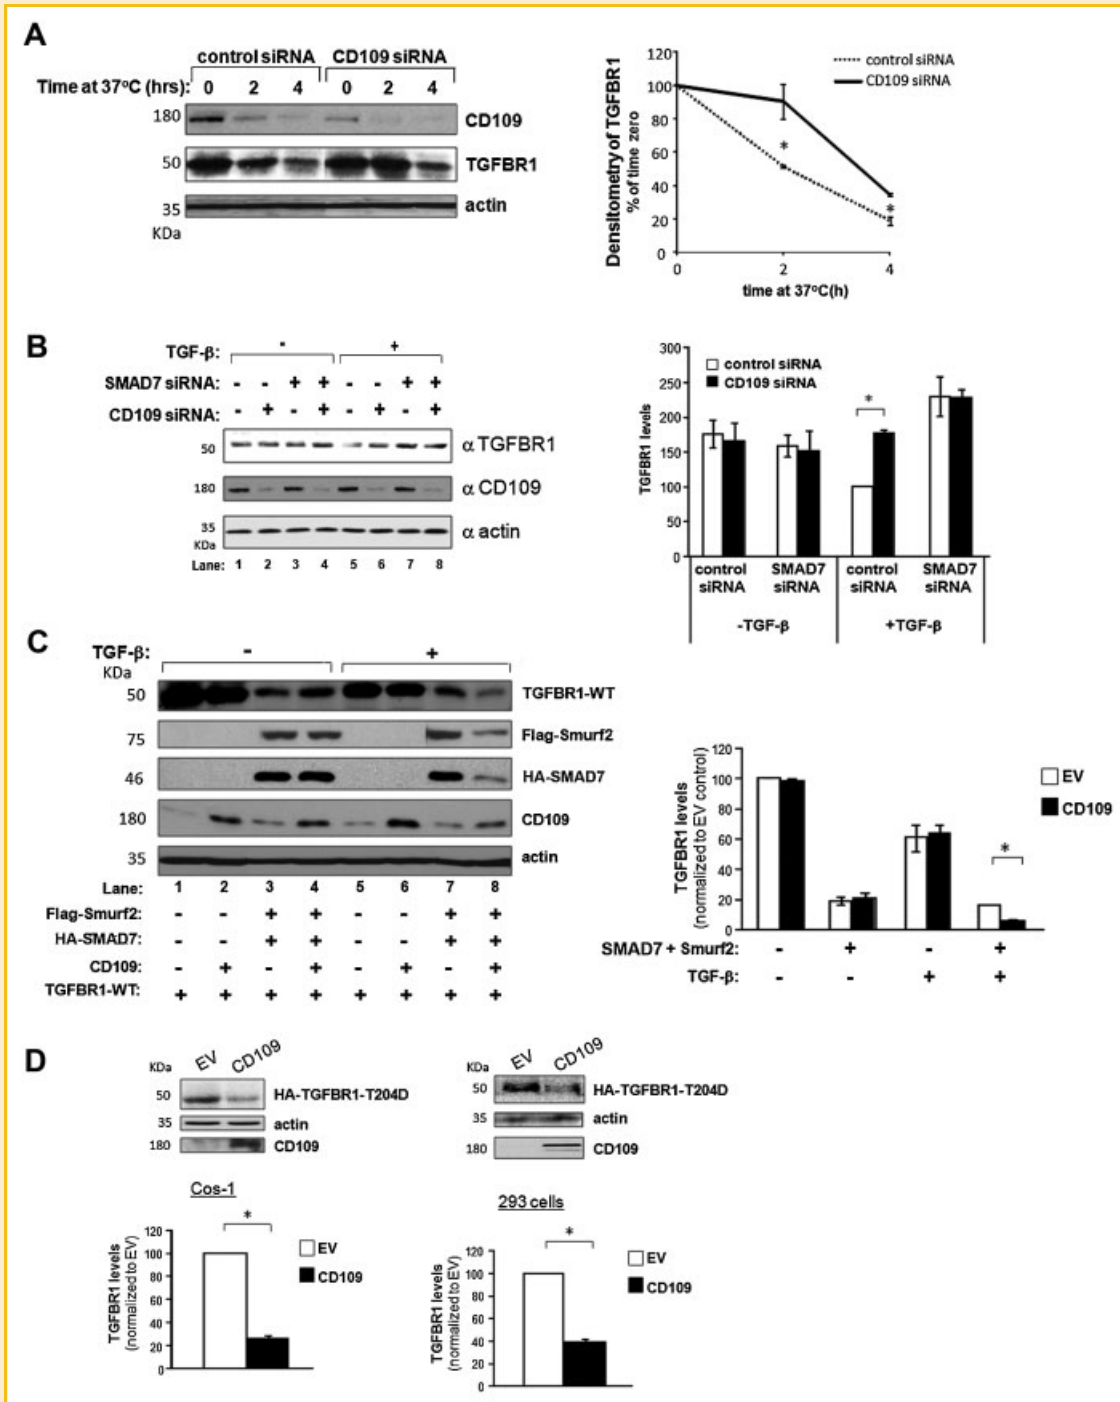 A
control siRNA CD109 siRNA
Time at 37ºC (hrs): 0 2 4 0 2 4
180 CD109
50 TGFBR1
35 actin
KDa
Densitometry of TGFBR1
% of time zero
120
100
80
60
40
20
0
* *
0 2 4
time at 37ºC(h)
control siRNA
CD109 siRNA
B
TGF-β: - +
SMAD7 siRNA: - - + + - - + +
CD109 siRNA: - + - + - + - +
50 α TGFBR1
180 α CD109
35 α actin
KDa
Lane: 1 2 3 4 5 6 7 8
TGFBR1 levels
300
250
200
150
100
50
0
control siRNA
CD109 siRNA
*
control SMAD7 control SMAD7
siRNA siRNA siRNA siRNA
-TGF-β +TGF-β
C
TGF-β: - +
KDa
50 TGFBR1-WT
75 Flag-Smurf2
46 HA-SMAD7
180 CD109
35 actin
Lane: 1 2 3 4 5 6 7 8
Flag-Smurf2: - - + + - - + +
HA-SMAD7: - - + + - - + +
CD109: - + - + - + - +
TGFBR1-WT: + + + + + + + +
TGFBR1 levels
(normalized to EV control)
120
100
80
60
40
20
0
EV
CD109
*
SMAD7 + Smurf2: - + - +
TGF-β: - - + +
D
KDa EV CD109
50 HA-TGFBR1-T204D
35 actin
180 CD109
Cos-1
TGFBR1 levels
(normalized to EV)
120
100
80
60
40
20
0
*
EV
CD109
KDa EV CD109
50 HA-TGFBR1-T204D
35 actin
180 CD109
293 cells
TGFBR1 levels
(normalized to EV)
120
100
80
60
40
20
0
*
EV
CD109